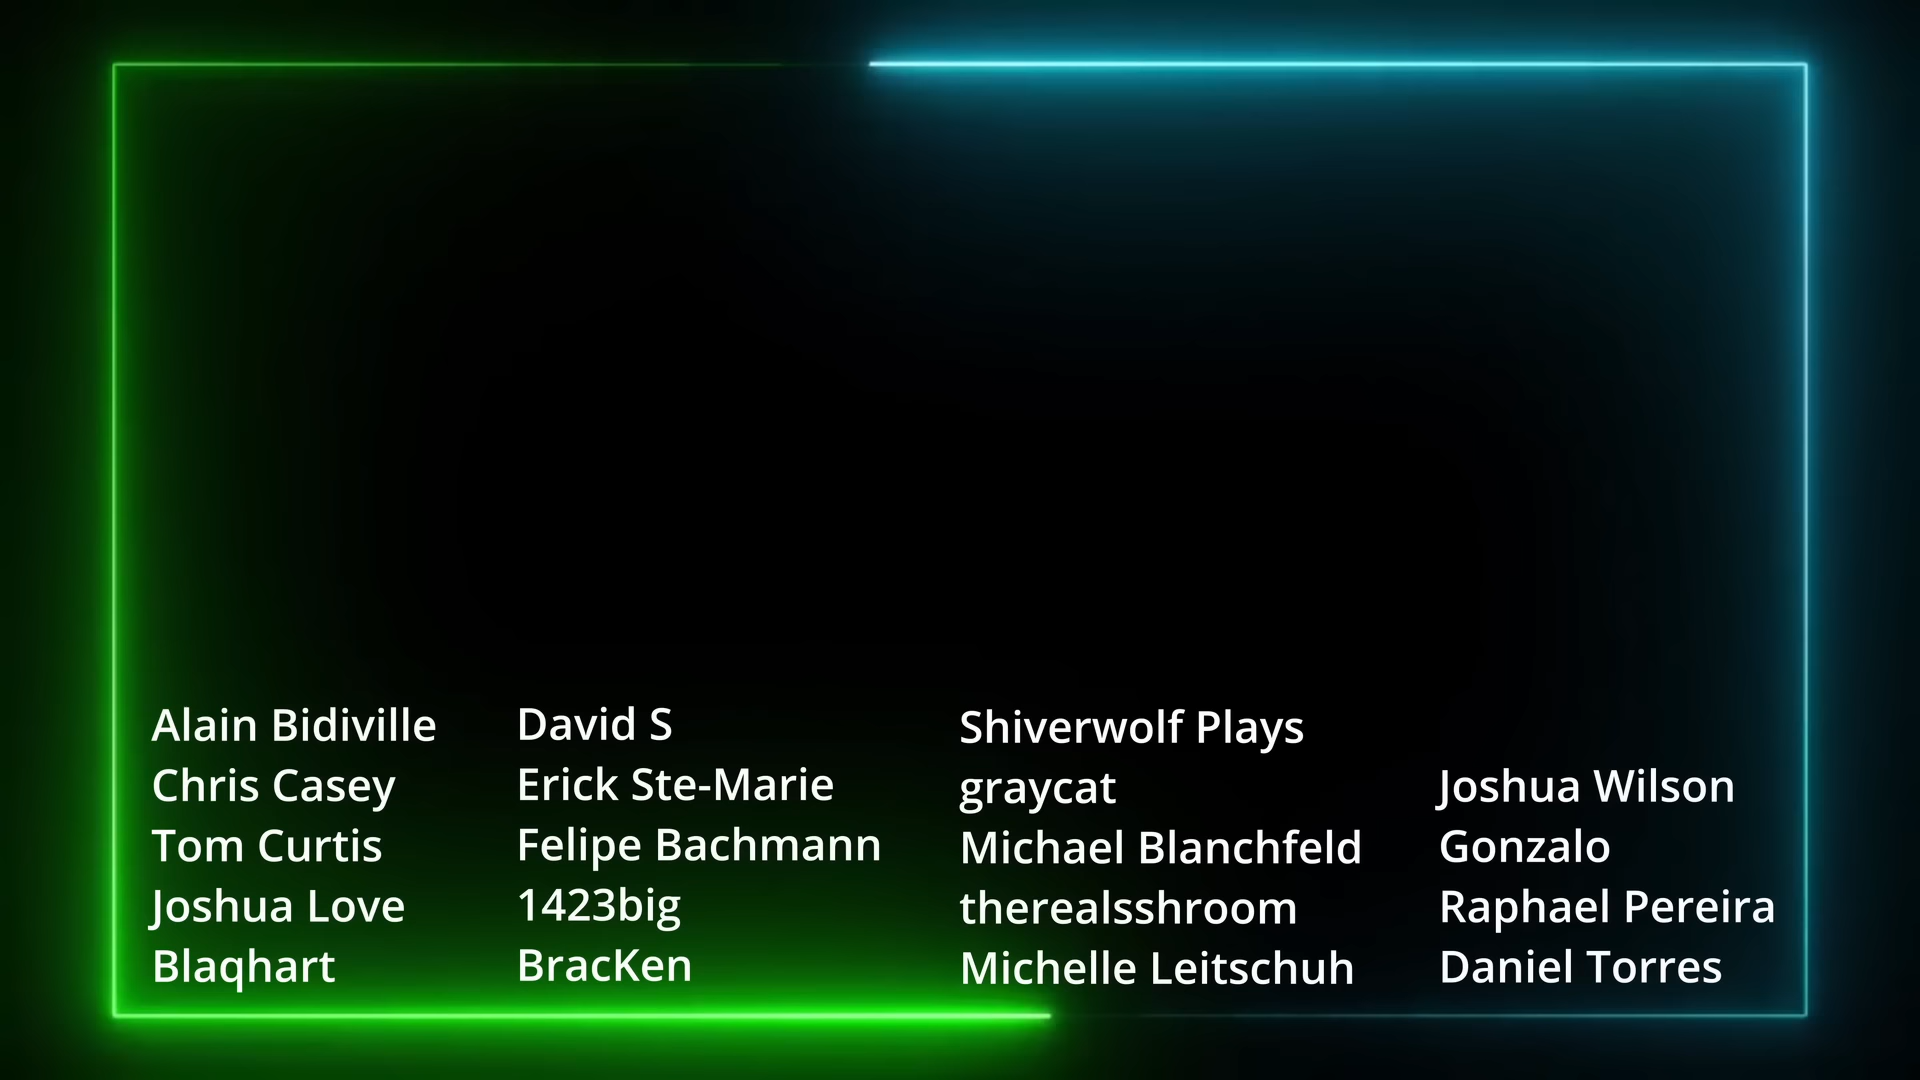 Alain Bidiville
Chris Casey
Tom Curtis
Joshua Love
Blaqhart
David S
Erick Ste-Marie
Felipe Bachmann
1423big
BracKen
Shiverwolf Plays
graycat
Michael Blanchfeld
therealsshroom
Michelle Leitschuh
Joshua Wilson
Gonzalo
Raphael Pereira
Daniel Torres